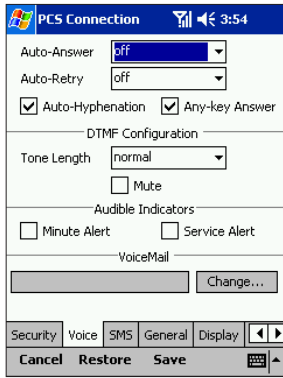 PCS Connection 3:54
Auto-Answer off
Auto-Retry off
Auto-Hyphenation Any-key Answer
DTMF Configuration
Tone Length normal
Mute
Audible Indicators
Minute Alert Service Alert
VoiceMail
Change...
Security Voice SMS General Display
Cancel Restore Save